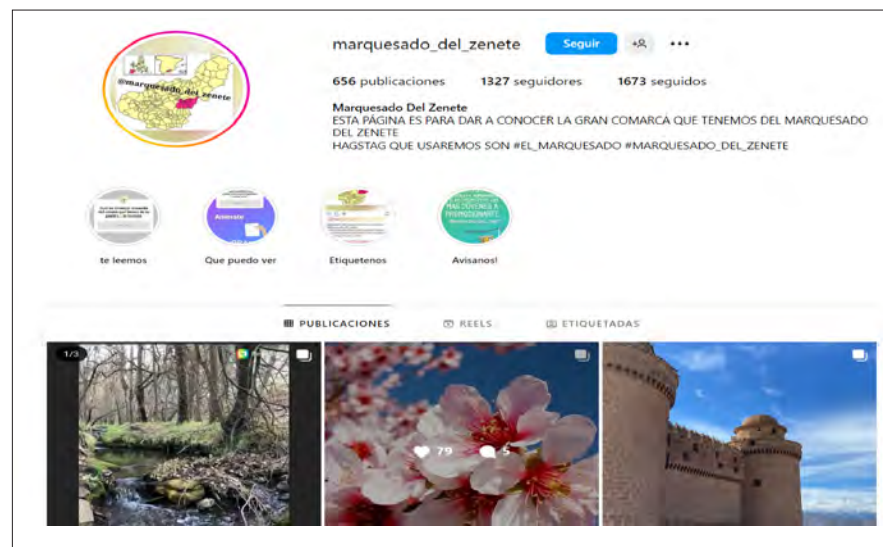 marquesado_del_zenete Seguir
656 publicaciones 1327 seguidores 1673 seguidos
@marquesado_del_zenete
Marquesado Del Zenete
ESTA PÁGINA ES PARA DAR A CONOCER LA GRAN COMARCA QUE TENEMOS DEL MARQUESADO
DEL ZENETE
HAGSTAG QUE USAREMOS SON #EL_MARQUESADO #MARQUESADO_DEL_ZENETE
MAS JÓVENES A
te leemos Que puedo ver Etiquetenos Avisanos!
PUBLICACIONES REELS ETIQUETADAS
1/3
79 5